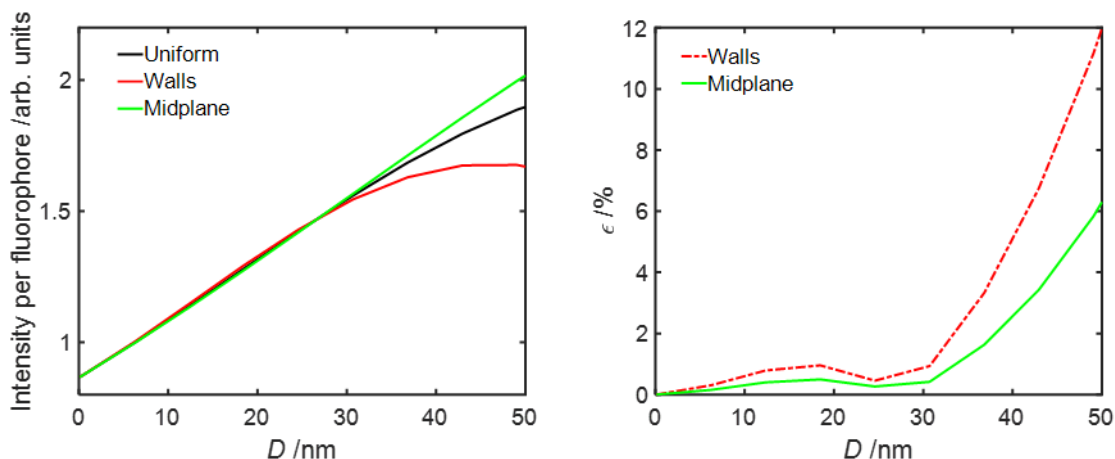 Intensity per fluorophore /arb. units
2
1.5
1
Uniform
Walls
Midplane
0 10 20 30 40 50
D /nm
ϵ /%
12
10
8
6
4
2
0
Walls
Midplane
0 10 20 30 40 50
D /nm